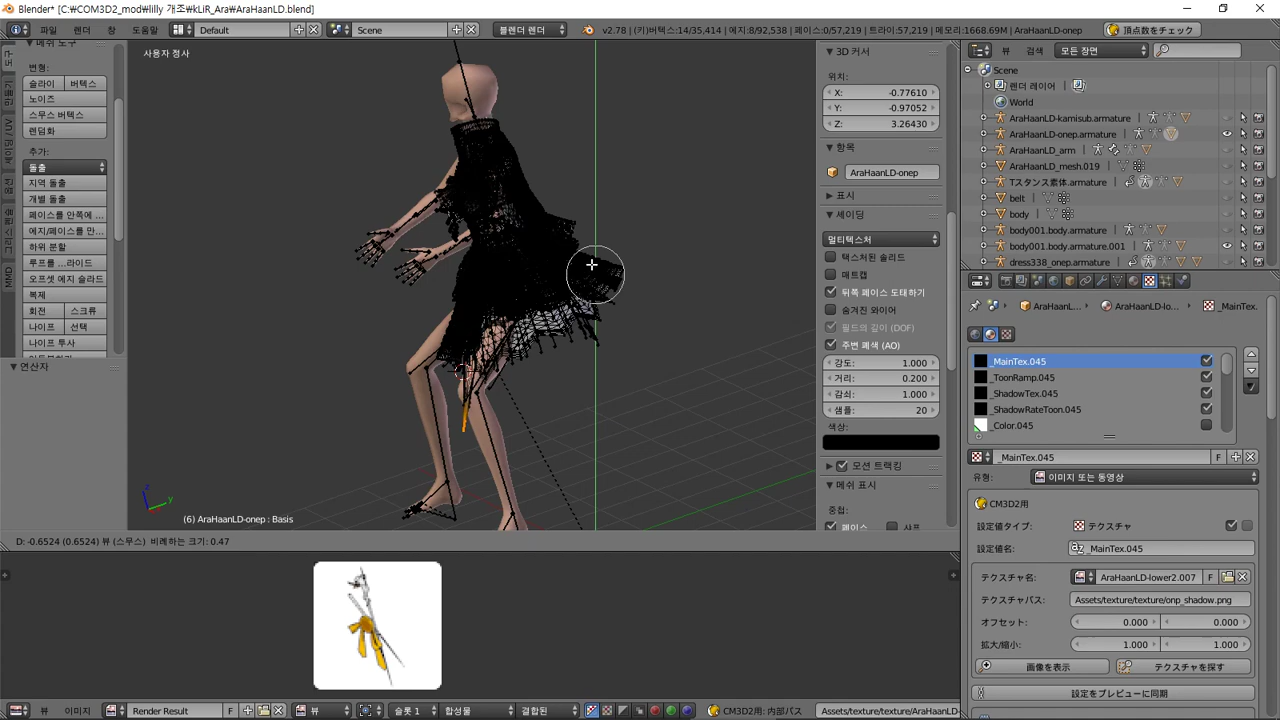 Blender* [C:₩COM3D2_mod₩lilly 개조₩kLiR_Ara₩AraHaanLD.blend]
파일 렌더 창 도움말 Default Scene 블렌더 렌더 v2.78 | (키)버텍스:14/35,414 | 에지:8/92,538 | 페이스:0/57,219 | 트라이:57,219 | 메모리:1668.69M | AraHaanLD-onep 頂点数をチェック
메쉬 도구
변형:
슬라이 버텍스
노이즈
스무스 버텍스
렌덤화
추가:
돌출
지역 돌출
개별 돌출
페이스를 안쪽에 ...
에지/페이스를 만...
하위 분할
루프를 ...라이드
오프셋 에지 슬라드
복제
회전 스크류
나이프 선택
나이프 투사
연산자
MMD
사용자 정사
(6) AraHaanLD-onep : Basis
3D 커서
위치:
X: -0.77610
Y: -0.97052
Z: 3.26430
항목
AraHaanLD-onep
표시
셰이딩
멀티텍스처
텍스처된 솔리드
매트캡
뒤쪽 페이스 도태하기
숨겨진 와이어
필드의 깊이 (DOF)
주변 폐색 (AO)
강도: 1.000
거리: 0.200
감쇠: 1.000
샘플: 20
색상:
모션 트랙킹
메쉬 표시
중첩:
페이스 샤프
뷰 검색 모든 장면
Scene
렌더 레이어
World
AraHaanLD-kamisub.armature
AraHaanLD-onep.armature
AraHaanLD_arm
AraHaanLD_mesh.019
Tスタンス素体.armature
belt
body
body001.body.armature
body001.body.armature.001
dress338_onep.armature
AraHaanL... AraHaanLD-lo... _MainTex.
_MainTex.045
_ToonRamp.045
_ShadowTex.045
_ShadowRateToon.045
_Color.045
_MainTex.045 F
유형: 이미지 또는 동영상
CM3D2用
設定値タイプ: テクスチャ
設定値名: _MainTex.045
テクスチャ名: AraHaanLD-lower2.007 F
テクスチャパス: Assets/texture/texture/onp_shadow.png
オフセット: 0.000 0.000
拡大/縮小: 1.000 1.000
画像を表示 テクスチャを探す
設定をプレビューに同期
D: -0.6524 (0.6524) 뷰 (스무스) 비례하는 크기: 0.47
뷰 이미지 Render Result F 뷰 슬롯 1 합성물 결합된 CM3D2用: 内部パス Assets/texture/texture/AraHaanLD-